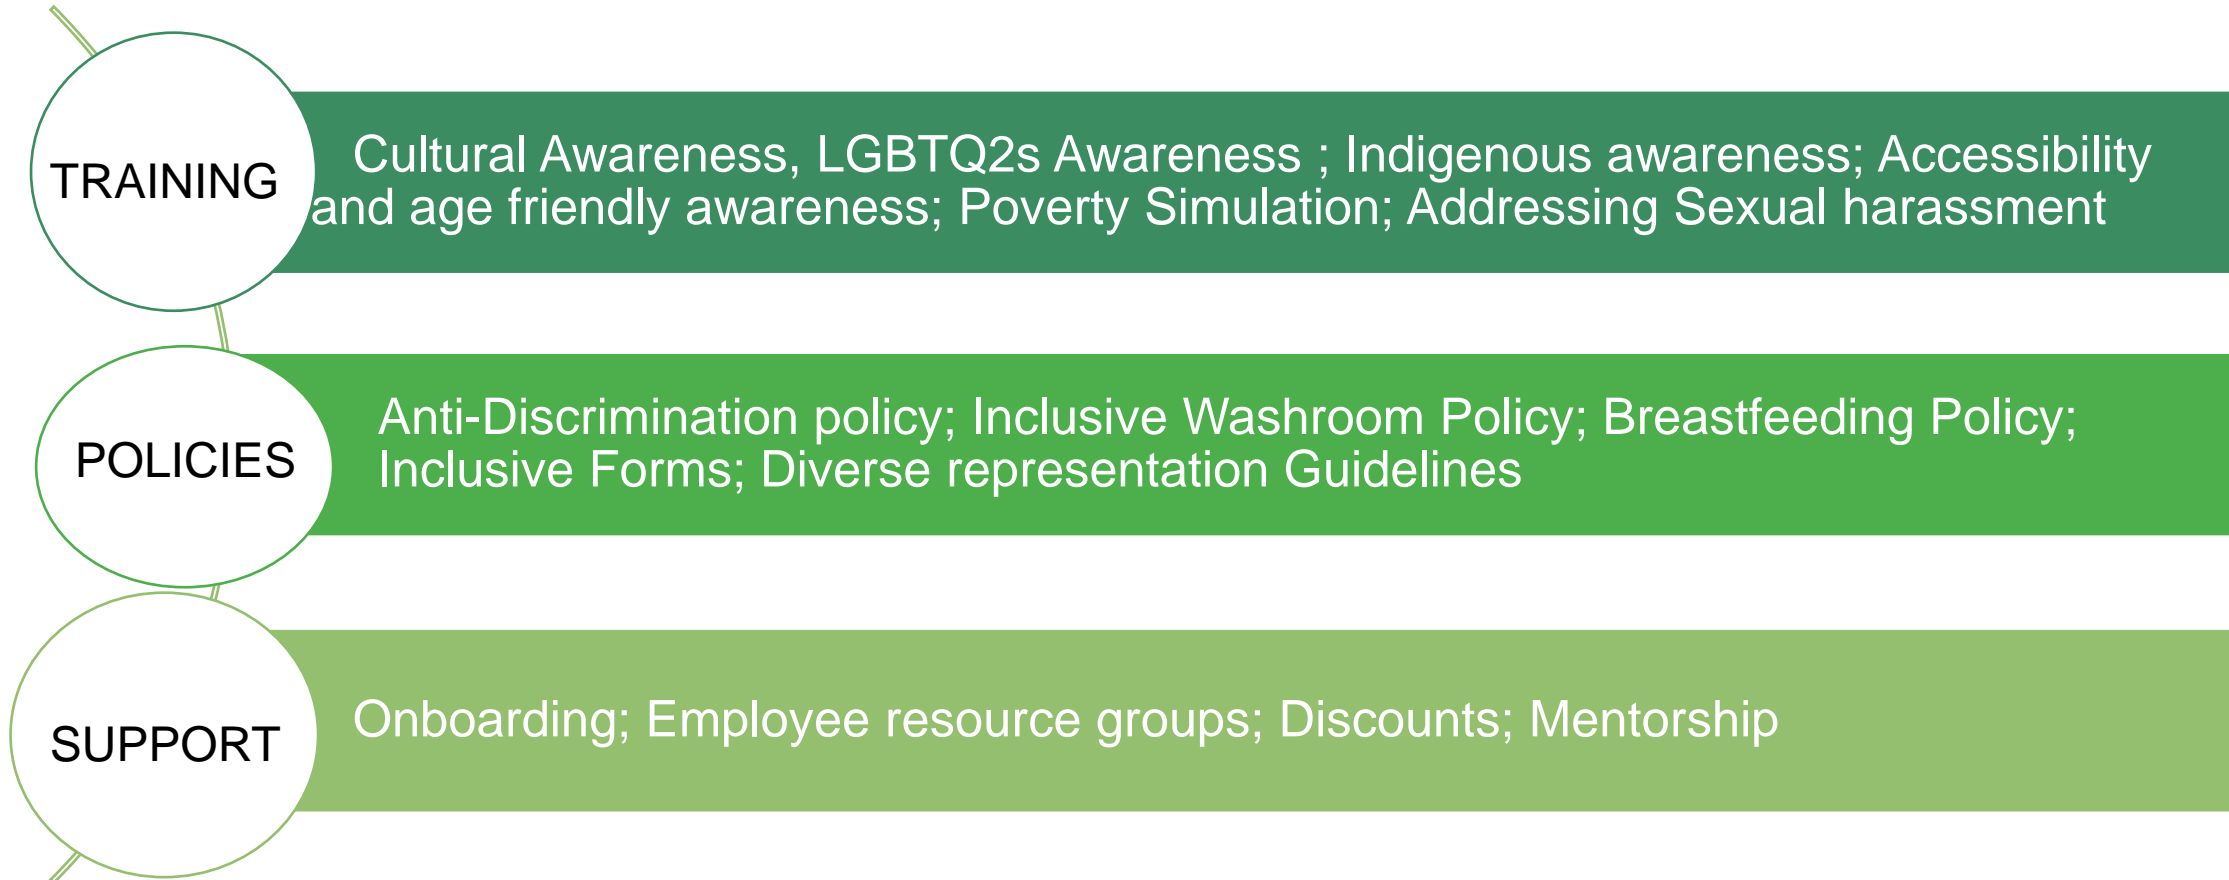 TRAINING
Cultural Awareness, LGBTQ2s Awareness ; Indigenous awareness; Accessibility
and age friendly awareness; Poverty Simulation; Addressing Sexual harassment
POLICIES
Anti-Discrimination policy; Inclusive Washroom Policy; Breastfeeding Policy;
Inclusive Forms; Diverse representation Guidelines
SUPPORT
Onboarding; Employee resource groups; Discounts; Mentorship